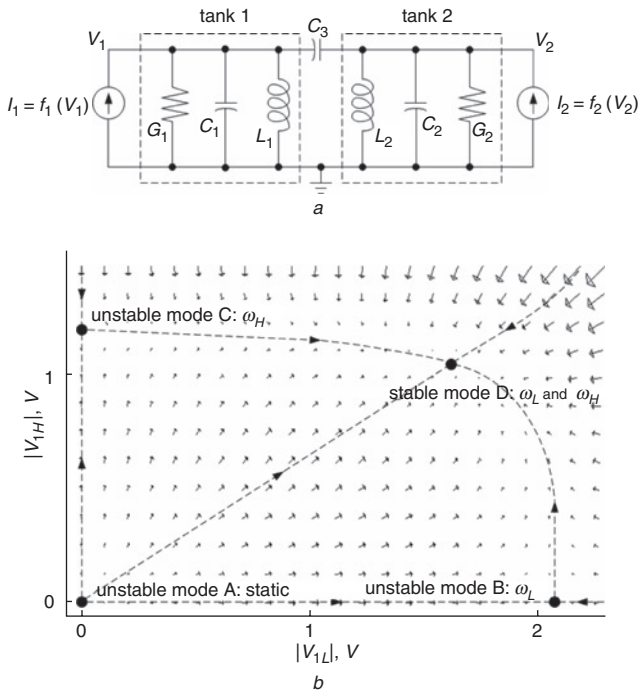 tank 1 C3 tank 2
V1 V2
I1 = f1 (V1) G1 C1 L1 L2 C2 G2 I2 = f2 (V2)
a
unstable mode C: ωH
1
stable mode D: ωL and ωH
|V1H|, V
unstable mode A: static unstable mode B: ωL
0
0 1 2
|V1L|, V
b